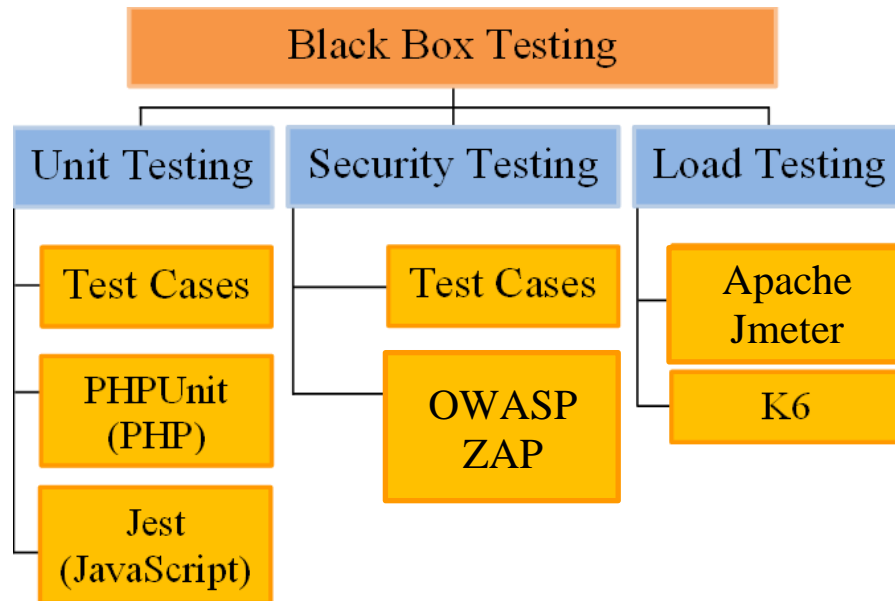 Black Box Testing
Unit Testing
Security Testing
Load Testing
Test Cases
PHPUnit
(PHP)
Jest
(JavaScript)
Test Cases
OWASP
ZAP
Apache
Jmeter
K6